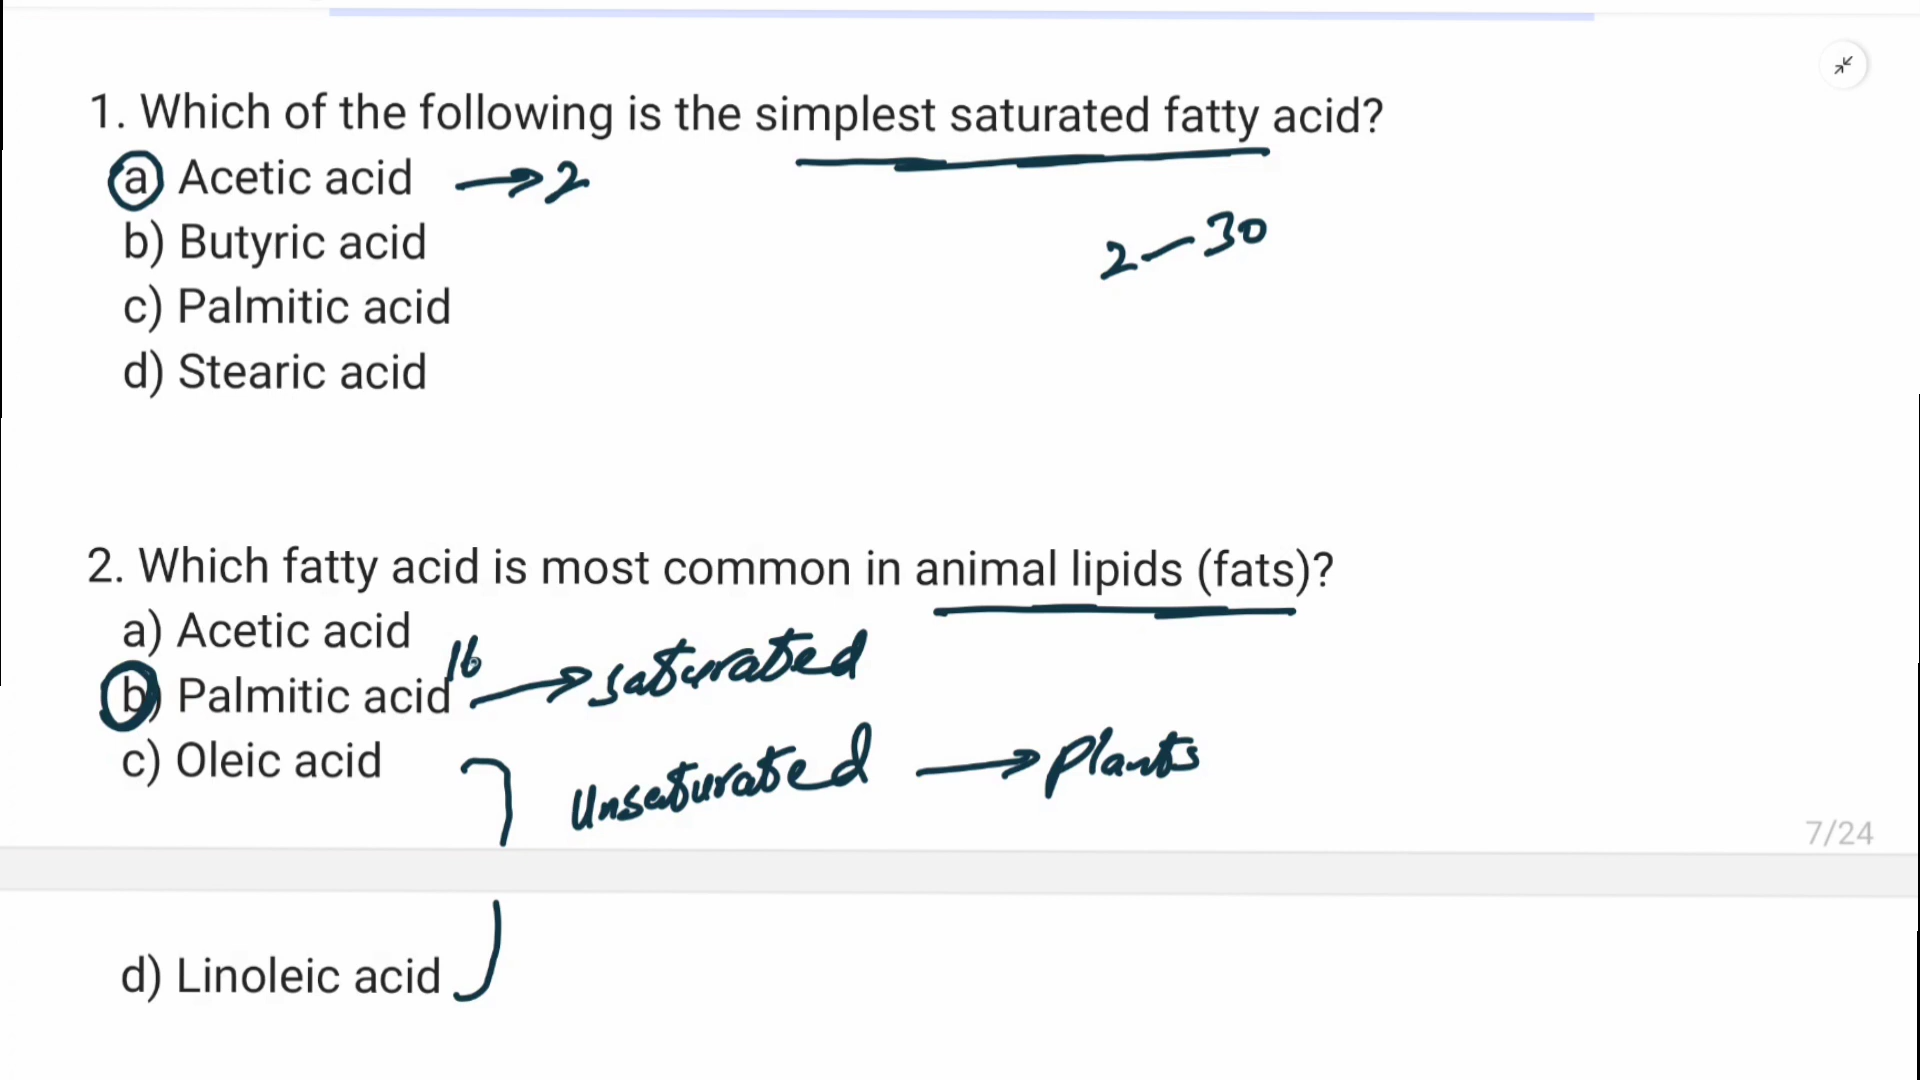 1. Which of the following is the simplest saturated fatty acid?
a) Acetic acid → 2
b) Butyric acid
2 – 30
c) Palmitic acid
d) Stearic acid
2. Which fatty acid is most common in animal lipids (fats)?
a) Acetic acid
b) Palmitic acid 16 → saturated
c) Oleic acid
Unsaturated → Plants
7/24
d) Linoleic acid